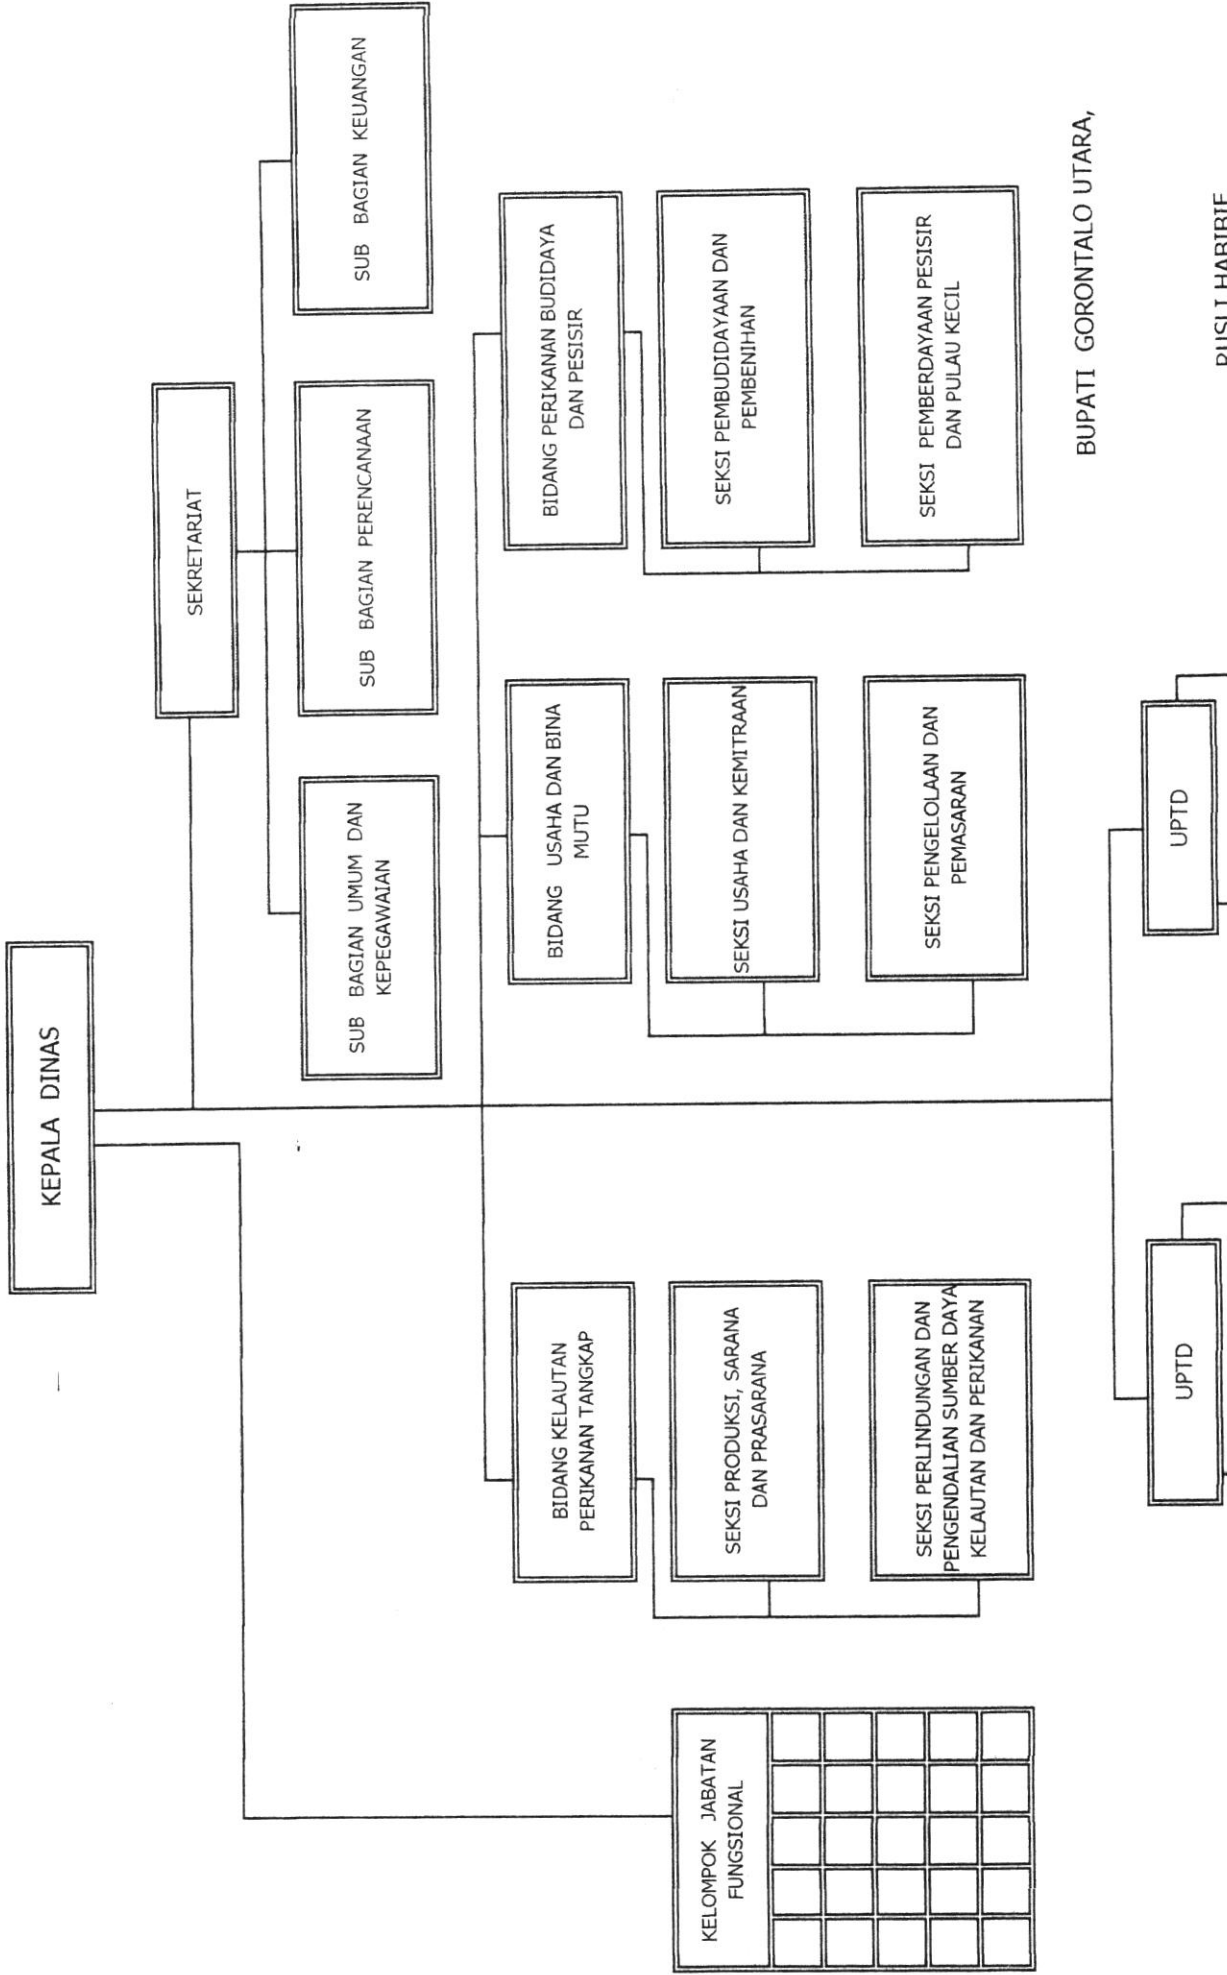 KEPALA DINAS
SEKRETARIAT
SUB BAGIAN UMUM DAN
KEPEGAWAIAN
SUB BAGIAN PERENCANAAN
SUB BAGIAN KEUANGAN
BIDANG KELAUTAN
PERIKANAN TANGKAP
BIDANG USAHA DAN BINA
MUTU
BIDANG PERIKANAN BUDIDAYA
DAN PESISIR
KELOMPOK JABATAN
FUNGSIONAL
SEKSI PRODUKSI, SARANA
DAN PRASARANA
SEKSI USAHA DAN KEMITRAAN
SEKSI PEMBUDIDAYAAN DAN
PEMBENIHAN
SEKSI PERLINDUNGAN DAN
PENGENDALIAN SUMBER DAYA
KELAUTAN DAN PERIKANAN
SEKSI PENGELOLAAN DAN
PEMASARAN
SEKSI PEMBERDAYAAN PESISIR
DAN PULAU KECIL
BUPATI GORONTALO UTARA,
UPTD
UPTD
RUSLI HABIBIE